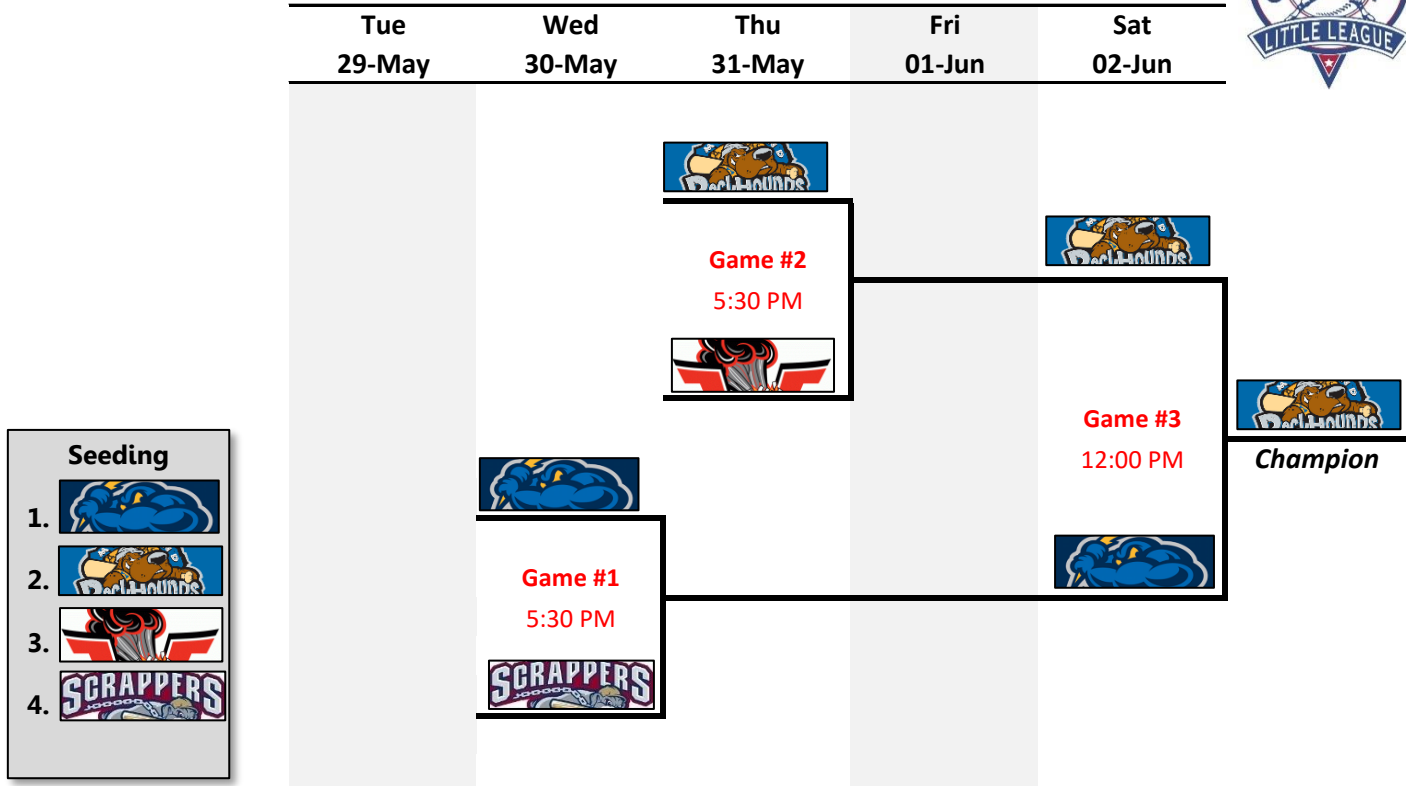 Tue Wed Thu Fri Sat
29-May 30-May 31-May 01-Jun 02-Jun
LITTLE LEAGUE
Game #2
5:30 PM
Game #3
12:00 PM
Champion
Seeding
1.
2.
3.
4. SCRAPPERS
Game #1
5:30 PM
SCRAPPERS